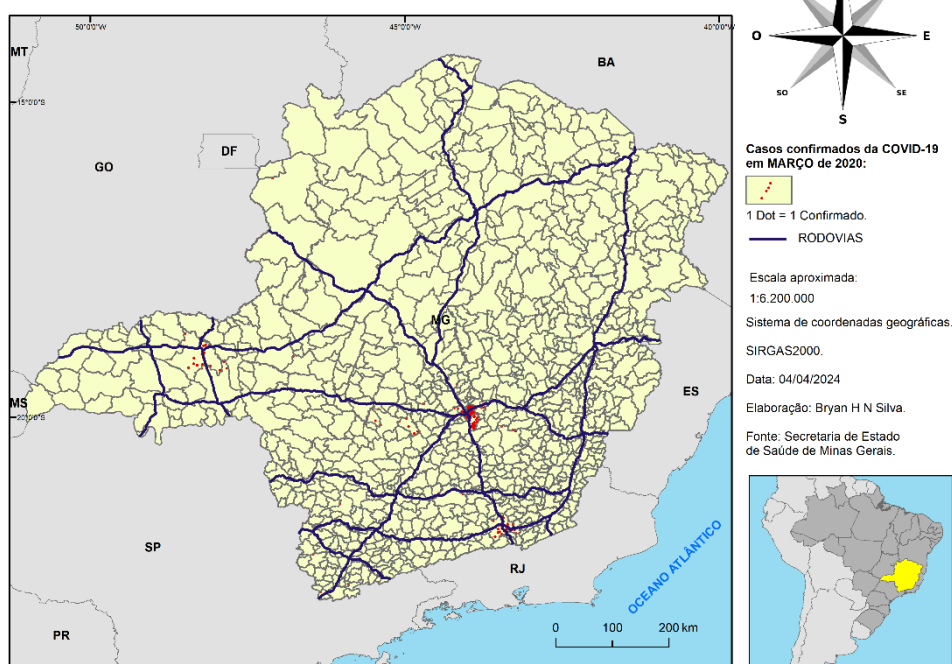 50°0'0"W
45°0'0"W
MT
BA
15°0'0"S
GO
DF
MG
MS
20°0'0"S
ES
SP
RJ
PR
OCEANO ATLÂNTICO
0 100 200 km
O
E
SO
SE
S
Casos confirmados da COVID-19
em MARÇO de 2020:
1 Dot = 1 Confirmado.
RODOVIAS
Escala aproximada:
1:6.200.000
Sistema de coordenadas geográficas.
SIRGAS2000.
Data: 04/04/2024
Elaboração: Bryan H N Silva.
Fonte: Secretaria de Estado
de Saúde de Minas Gerais.